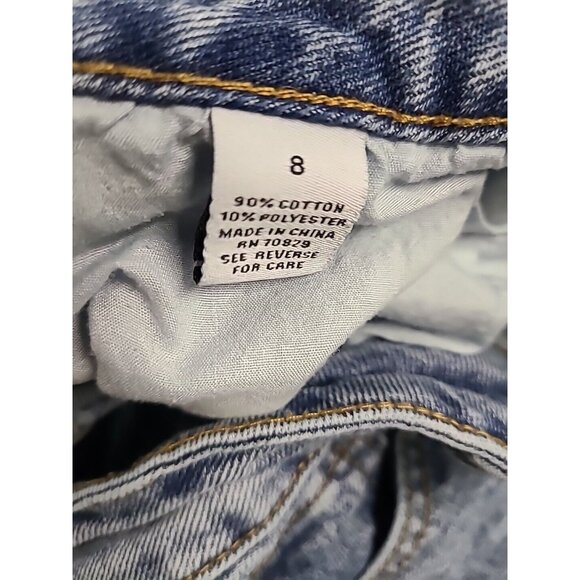 8
90% COTTON
10% POLYESTER
MADE IN CHINA
RN 70829
SEE REVERSE
FOR CARE